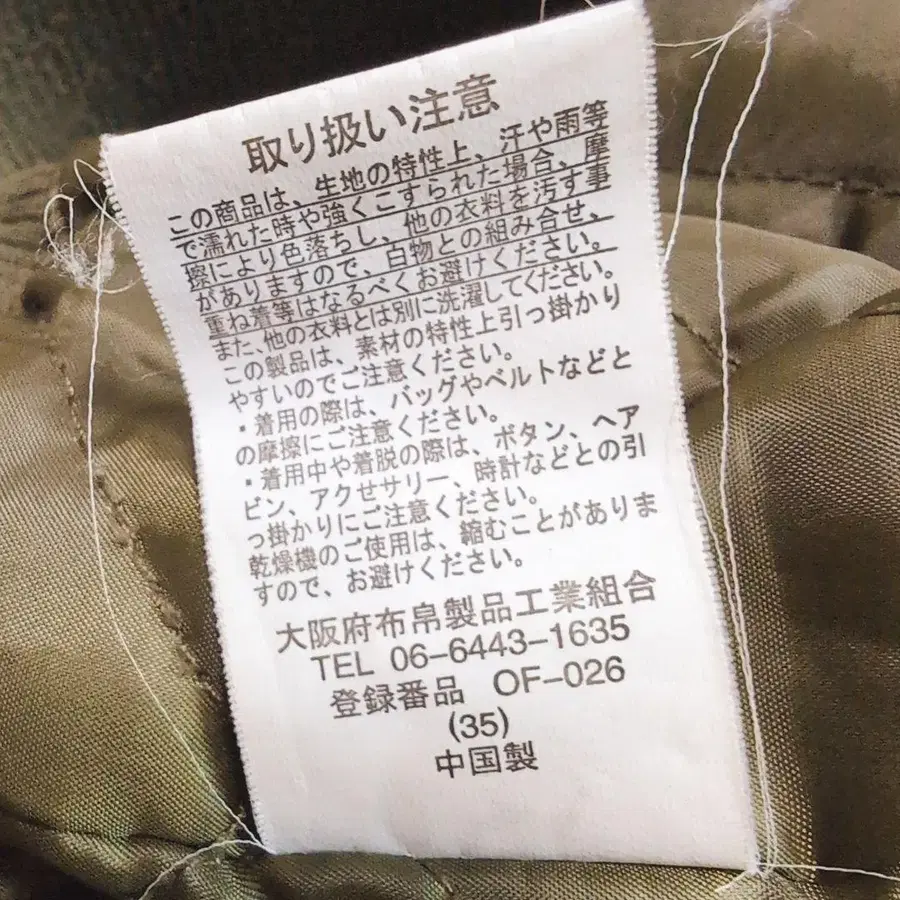 取り扱い注意
この商品は、生地の特性上、汗や雨等
で濡れた時や強くこすられた場合、摩
擦により色落ちし、他の衣料を汚す事
がありますので、白物との組み合せ、
重ね着等はなるべくお避けください。
また、他の衣料とは別に洗濯してください。
この製品は、素材の特性上引っ掛かり
やすいのでご注意ください。
・着用の際は、バッグやベルトなどと
の摩擦にご注意ください。
・着用中や着脱の際は、ボタン、ヘア
ピン、アクセサリー、時計などとの引
っ掛かりにご注意ください。
乾燥機のご使用は、縮むことがありま
すので、お避けください。
大阪府布帛製品工業組合
TEL 06-6443-1635
登録番品 OF-026
(35)
中国製